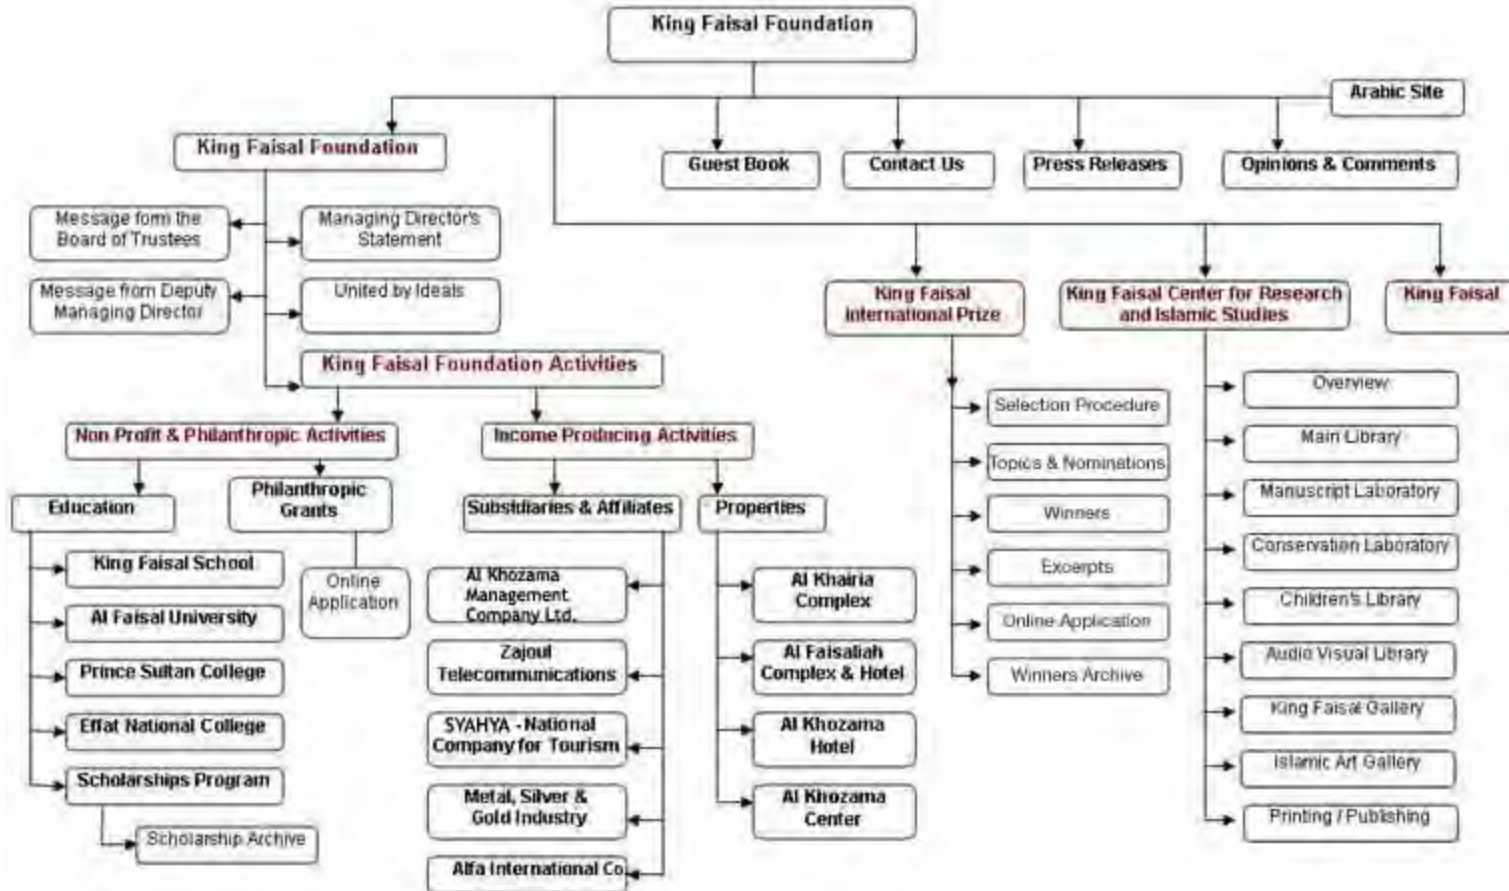 King Faisal Foundation
Arabic Site
King Faisal Foundation
Guest Book
Contact Us
Press Releases
Opinions & Comments
Message form the
Board of Trustees
Managing Director's
Statement
Message from Deputy
Managing Director
United by Ideals
King Faisal
International Prize
King Faisal Center for Research
and Islamic Studies
King Faisal
King Faisal Foundation Activities
Non Profit & Philanthropic Activities
Income Producing Activities
Education
Philanthropic
Grants
Subsidiaries & Affiliates
Properties
King Faisal School
Al Faisal University
Prince Sultan College
Effat National College
Scholarships Program
Scholarship Archive
Online
Application
Al Khozama
Management
Company Ltd.
Zajoul
Telecommunications
SYAHYA - National
Company for Tourism
Metal, Silver &
Gold Industry
Alfa International Co.
Al Khairia
Complex
Al Faisaliah
Complex & Hotel
Al Khozama
Hotel
Al Khozama
Center
Selection Procedure
Topics & Nominations
Winners
Excerpts
Online Application
Winners Archive
Overview
Main Library
Manuscript Laboratory
Conservation Laboratory
Children's Library
Audio Visual Library
King Faisal Gallery
Islamic Art Gallery
Printing / Publishing